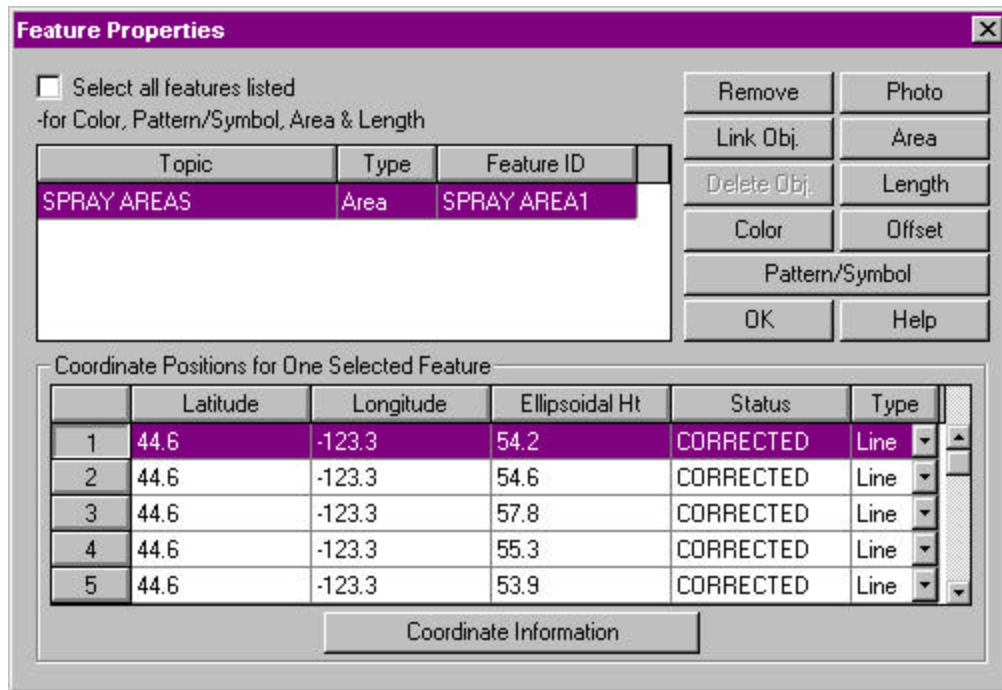 Feature Properties
Select all features listed
-for Color, Pattern/Symbol, Area & Length
Topic Type Feature ID
SPRAY AREAS Area SPRAY AREA1
Remove Photo
Link Obj. Area
Delete Obj. Length
Color Offset
Pattern/Symbol
OK Help
Coordinate Positions for One Selected Feature
Latitude Longitude Ellipsoidal Ht Status Type
1 44.6 -123.3 54.2 CORRECTED Line
2 44.6 -123.3 54.6 CORRECTED Line
3 44.6 -123.3 57.8 CORRECTED Line
4 44.6 -123.3 55.3 CORRECTED Line
5 44.6 -123.3 53.9 CORRECTED Line
Coordinate Information